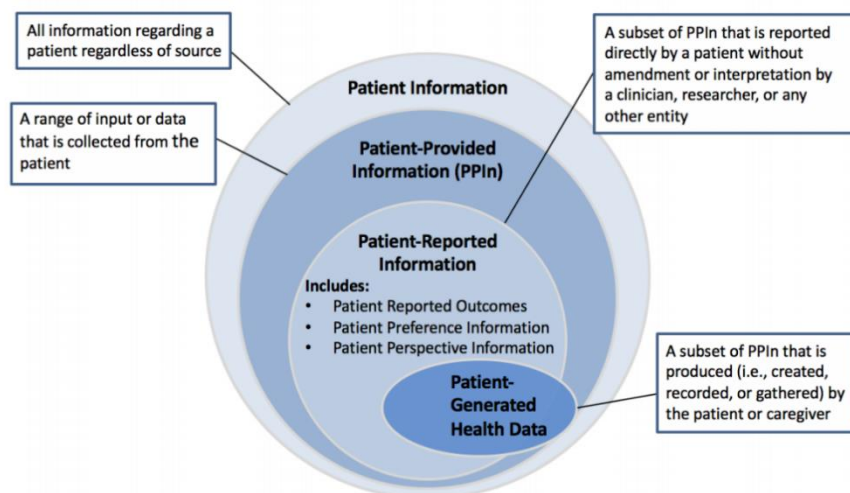 All information regarding a
patient regardless of source
A range of input or data
that is collected from the
patient
A subset of PPIn that is reported
directly by a patient without
amendment or interpretation by
a clinician, researcher, or any
other entity
Patient Information
Patient-Provided
Information (PPIn)
Patient-Reported
Information
Includes:
• Patient Reported Outcomes
• Patient Preference Information
• Patient Perspective Information
Patient-
Generated
Health Data
A subset of PPIn that is
produced (i.e., created,
recorded, or gathered) by
the patient or caregiver